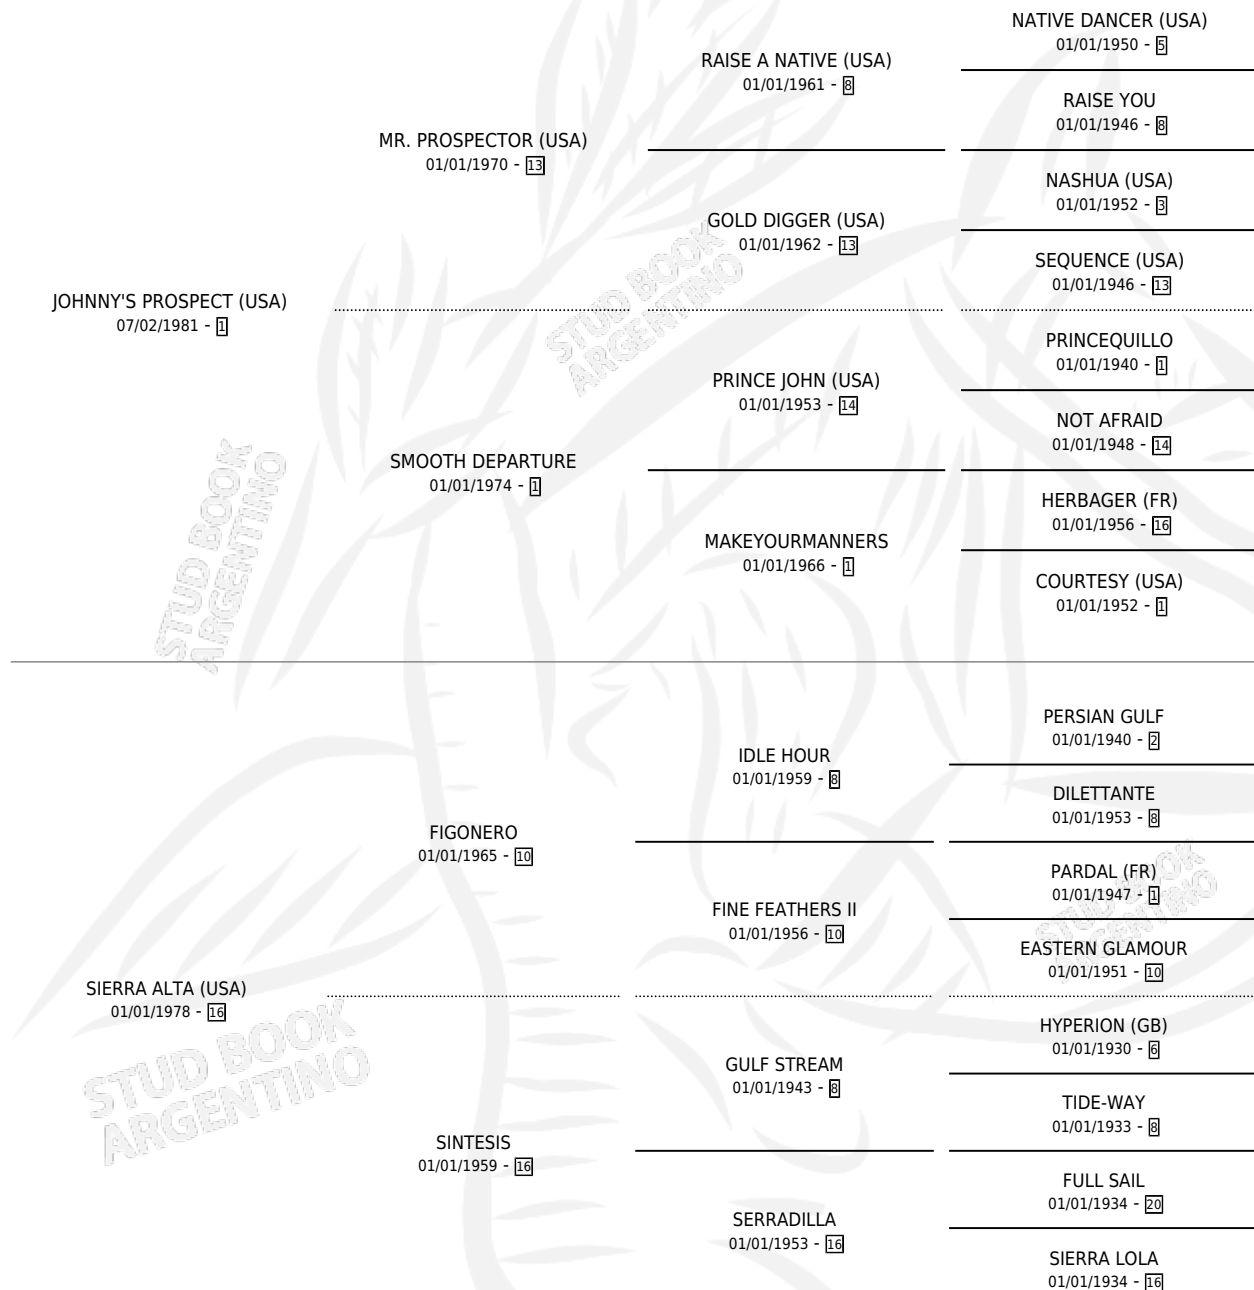 NATIVE DANCER (USA)
01/01/1950 - 5
RAISE A NATIVE (USA)
01/01/1961 - 8
RAISE YOU
01/01/1946 - 8
MR. PROSPECTOR (USA)
01/01/1970 - 13
NASHUA (USA)
01/01/1952 - 3
GOLD DIGGER (USA)
01/01/1962 - 13
SEQUENCE (USA)
01/01/1946 - 13
JOHNNY'S PROSPECT (USA)
07/02/1981 - 1
STUD BOOK
ARGENTINO
PRINCEQUILLO
01/01/1940 - 1
PRINCE JOHN (USA)
01/01/1953 - 14
NOT AFRAID
01/01/1948 - 14
SMOOTH DEPARTURE
01/01/1974 - 1
HERBAGER (FR)
01/01/1956 - 16
MAKEYOURMANNERS
01/01/1966 - 1
COURTESY (USA)
01/01/1952 - 1
STUD BOOK
ARGENTINO
PERSIAN GULF
01/01/1940 - 2
IDLE HOUR
01/01/1959 - 8
DILETTANTE
01/01/1953 - 8
FIGONERO
01/01/1965 - 10
PARDAL (FR)
01/01/1947 - 1
FINE FEATHERS II
01/01/1956 - 10
EASTERN GLAMOUR
01/01/1951 - 10
STUD BOOK
ARGENTINO
SIERRA ALTA (USA)
01/01/1978 - 16
HYPERION (GB)
01/01/1930 - 6
GULF STREAM
01/01/1943 - 8
TIDE-WAY
01/01/1933 - 8
STUD BOOK
ARGENTINO
SINTESIS
01/01/1959 - 16
FULL SAIL
01/01/1934 - 20
SERRADILLA
01/01/1953 - 16
SIERRA LOLA
01/01/1934 - 16